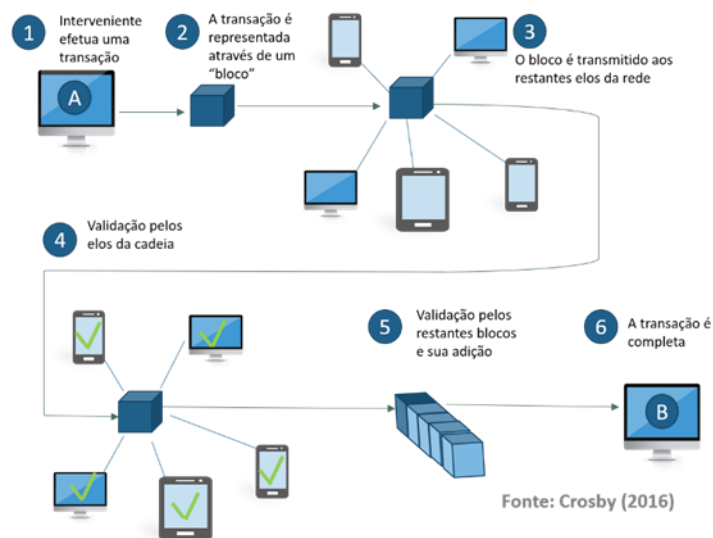 1
Interveniente
efetua uma
transação
2
A transação é
representada
através de um
“bloco”
3
O bloco é transmitido aos
restantes elos da rede
A
4
Validação pelos
elos da cadeia
5
Validação pelos
restantes blocos
e sua adição
6
A transação é
completa
B
Fonte: Crosby (2016)